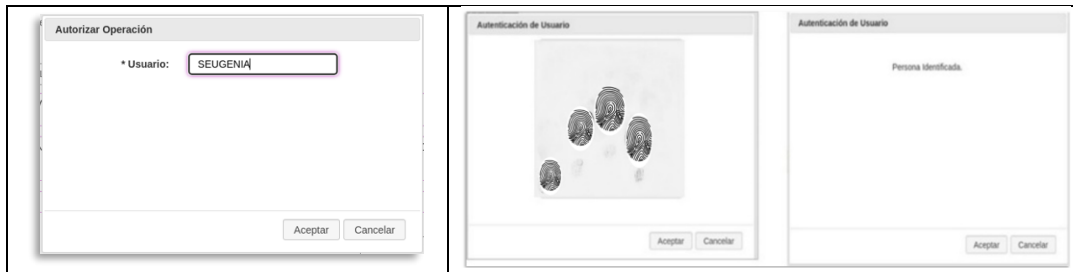 Autorizar Operación
* Usuario: SEUGENIA
Aceptar Cancelar
Autenticación de Usuario
Aceptar Cancelar
Autenticación de Usuario
Persona Identificada.
Aceptar Cancelar